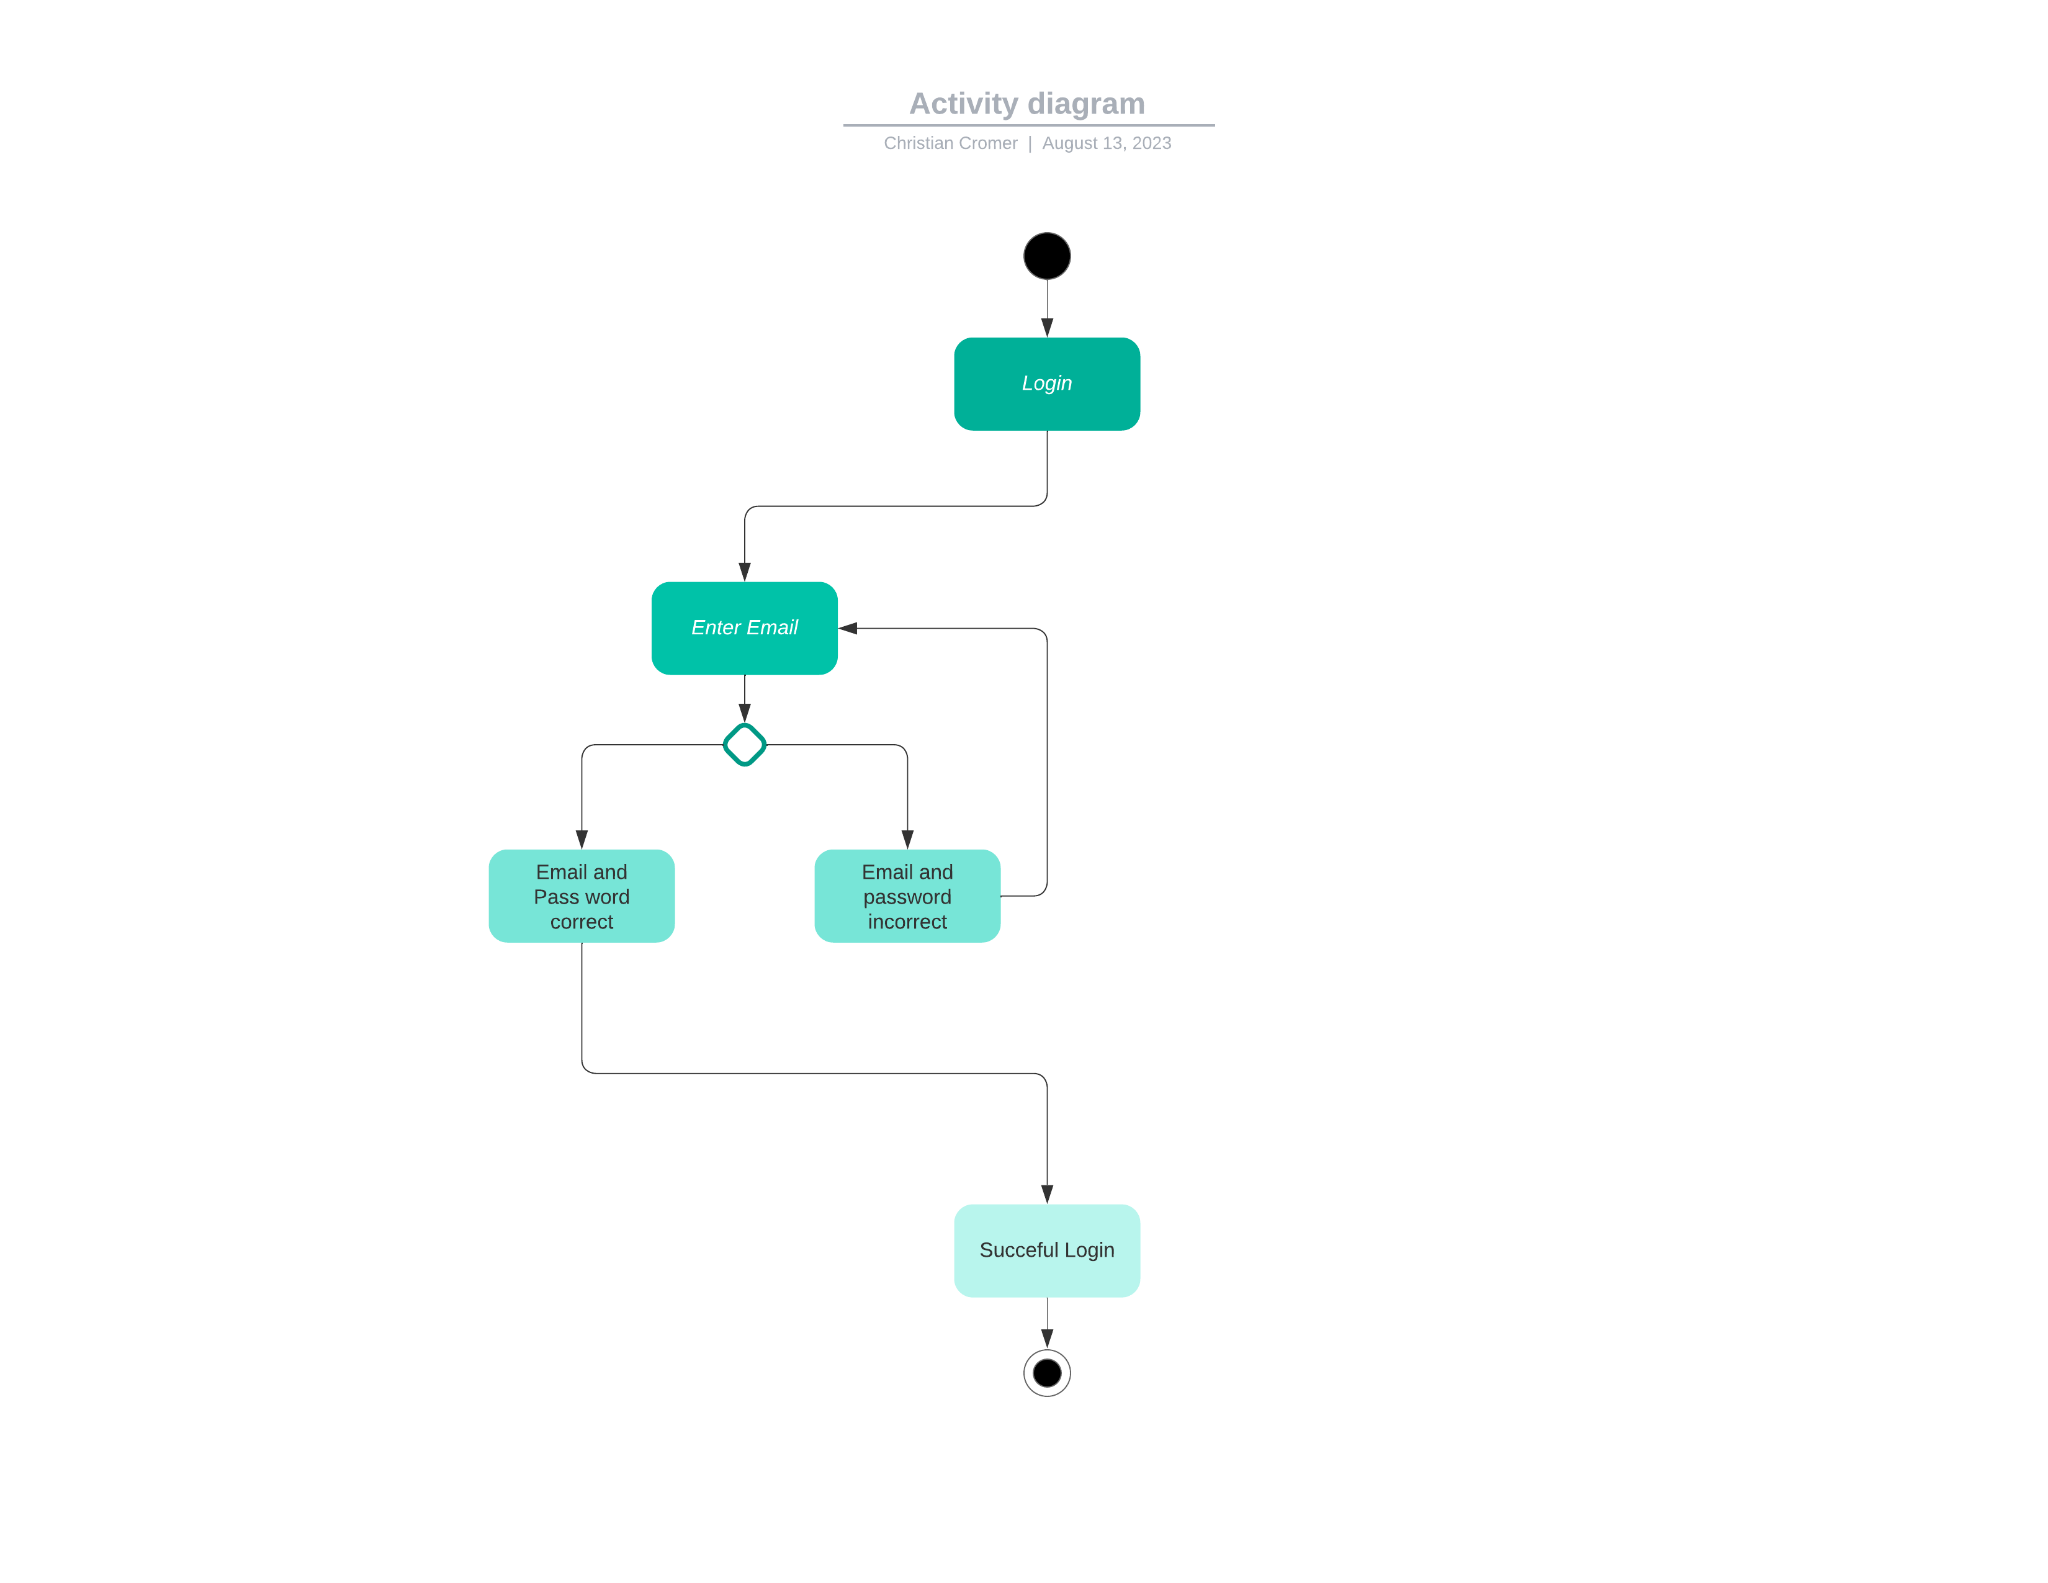 Activity diagram
Christian Cromer | August 13, 2023
Login
Enter Email
Email and
Pass word
correct
Email and
password
incorrect
Succeful Login